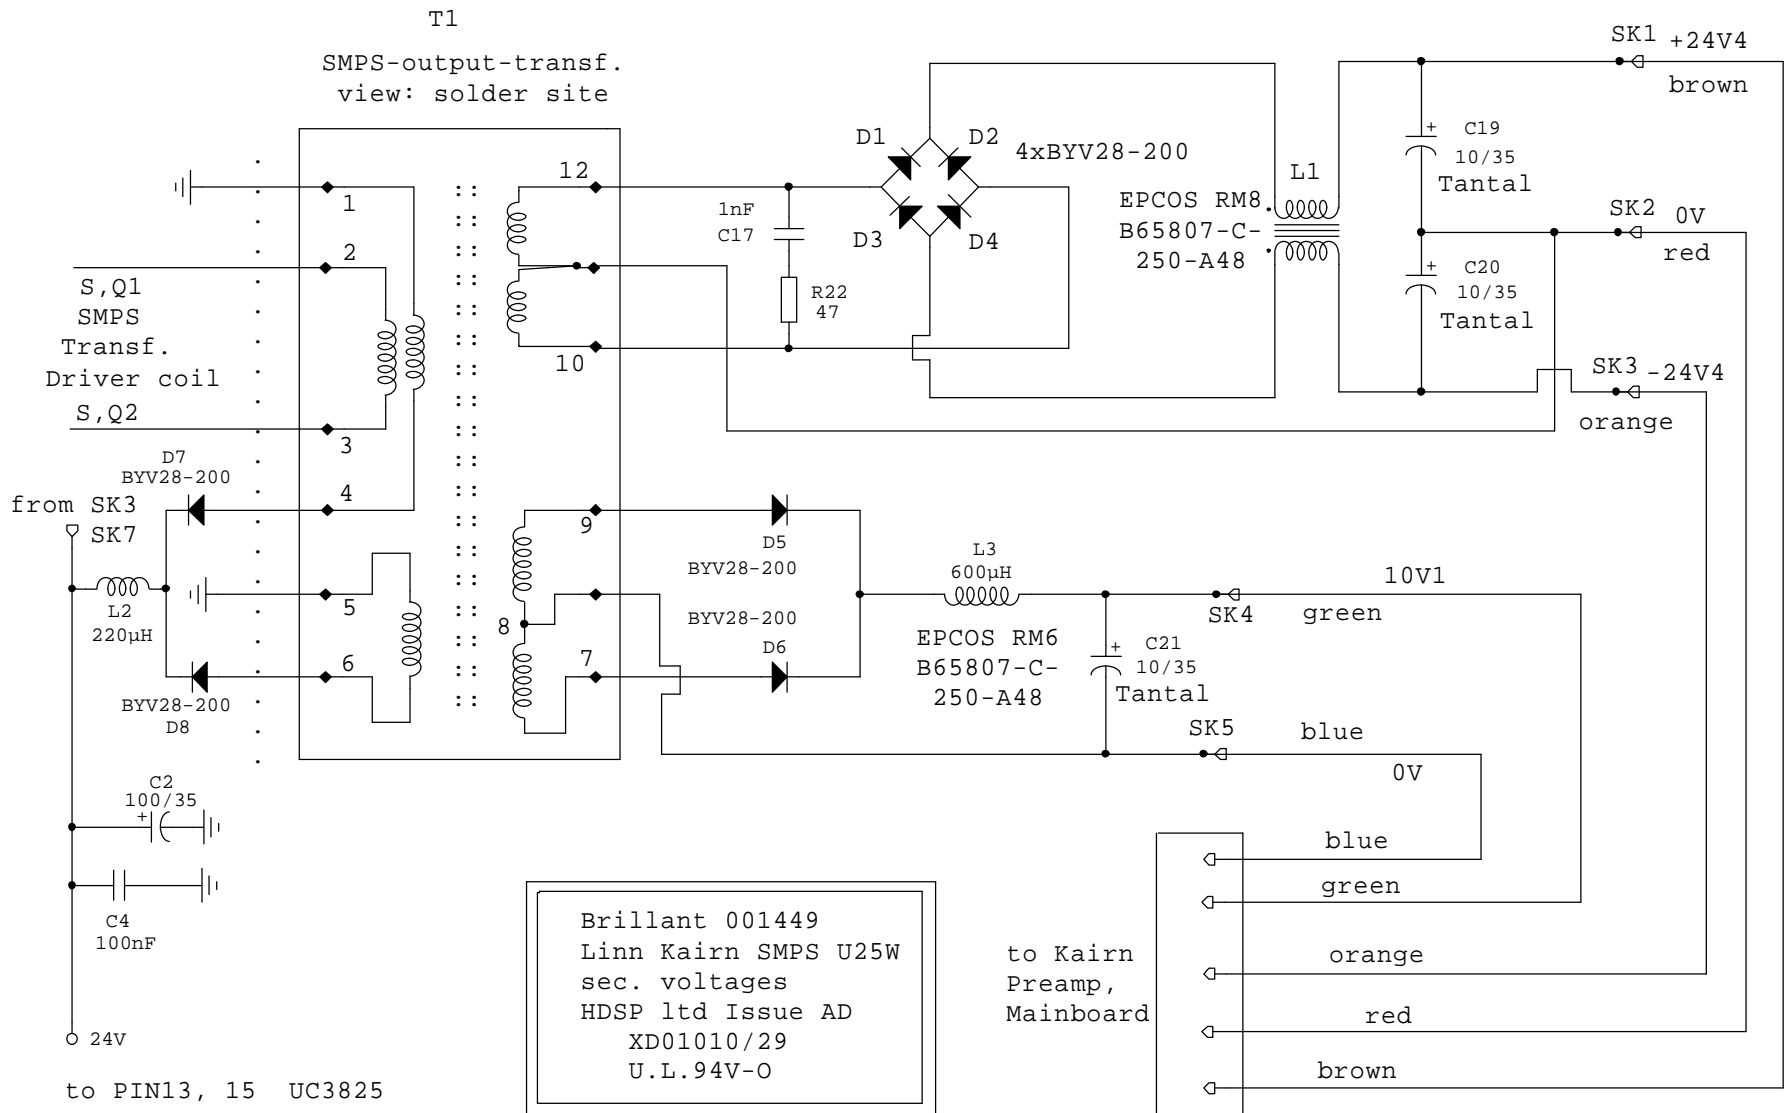 T1
SMPS-output-transf.
view: solder site
SK1 +24V4
brown
D1
D2
4xBYV28-200
C19
10/35
Tantal
12
1
1nF
C17
L1
EPCOS RM8
B65807-C-
250-A48
D3
D4
SK2 0V
red
2
S,Q1
SMPS
Transf.
Driver coil
S,Q2
R22
47
C20
10/35
Tantal
10
SK3 -24V4
orange
3
D7
BYV28-200
from SK3
SK7
4
9
D5
BYV28-200
L3
600µH
10V1
green
SK4
L2
220µH
5
8
BYV28-200
D6
EPCOS RM6
B65807-C-
250-A48
C21
10/35
Tantal
6
7
BYV28-200
D8
SK5
blue
0V
C2
100/35
blue
green
C4
100nF
Brillant 001449
Linn Kairn SMPS U25W
sec. voltages
HDSP ltd Issue AD
XD01010/29
U.L.94V-O
to Kairn
Preamp,
Mainboard
orange
red
brown
24V
to PIN13, 15 UC3825